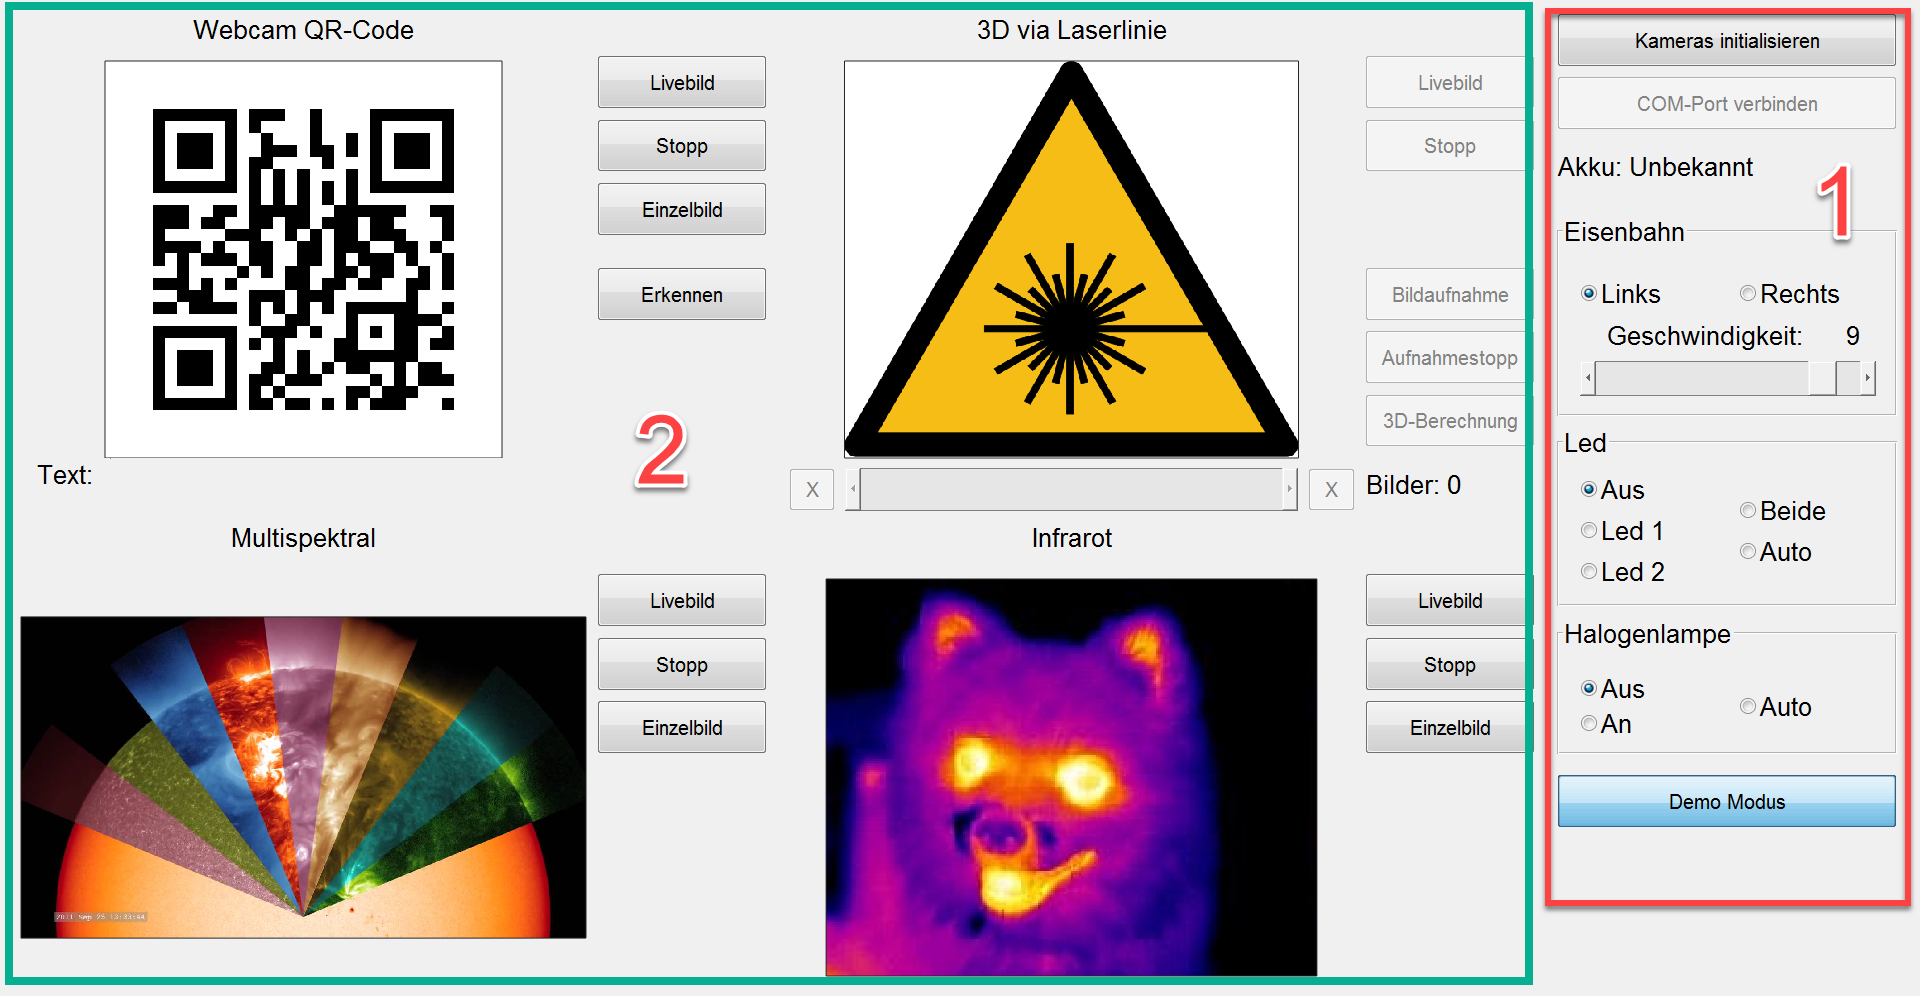 Webcam QR-Code
Livebild
Stopp
Einzelbild
Erkennen
Text:
3D via Laserlinie
Livebild
Stopp
Bildaufnahme
Aufnahmestopp
3D-Berechnung
X
X
Bilder: 0
2
Multispektral
Livebild
Stopp
Einzelbild
Infrarot
Livebild
Stopp
Einzelbild
Kameras initialisieren
COM-Port verbinden
Akku: Unbekannt
1
Eisenbahn
Links
Rechts
Geschwindigkeit: 9
Led
Aus
Led 1
Led 2
Beide
Auto
Halogenlampe
Aus
An
Auto
Demo Modus